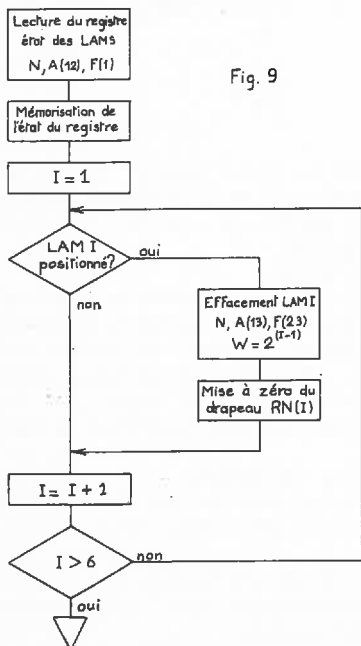 Lecture du registre
état des LAMS
N, A(12), F(1)
Fig. 9
Mémorisation de
l'état du registre
I = 1
LAM I
positionné?
oui
non
Effacement LAM I
N, A(13), F(23)
W = 2^(I-1)
Mise à zéro du
drapeau RN(I)
I = I + 1
I > 6
non
oui